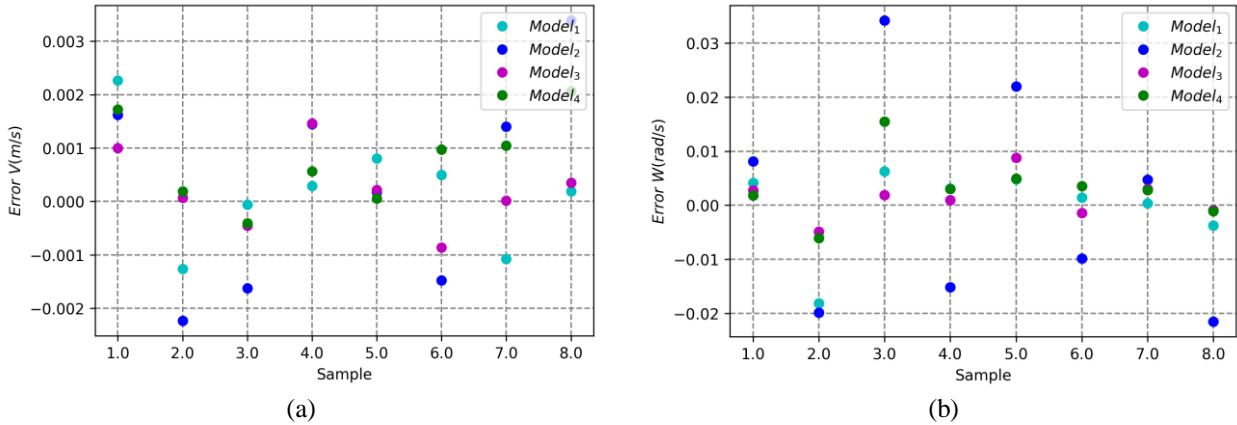 Error V(m/s)
0.003
0.002
0.001
0.000
−0.001
−0.002
1.0 2.0 3.0 4.0 5.0 6.0 7.0 8.0
Sample
Model₁
Model₂
Model₃
Model₄
(a)
Error W(rad/s)
0.03
0.02
0.01
0.00
−0.01
−0.02
1.0 2.0 3.0 4.0 5.0 6.0 7.0 8.0
Sample
Model₁
Model₂
Model₃
Model₄
(b)